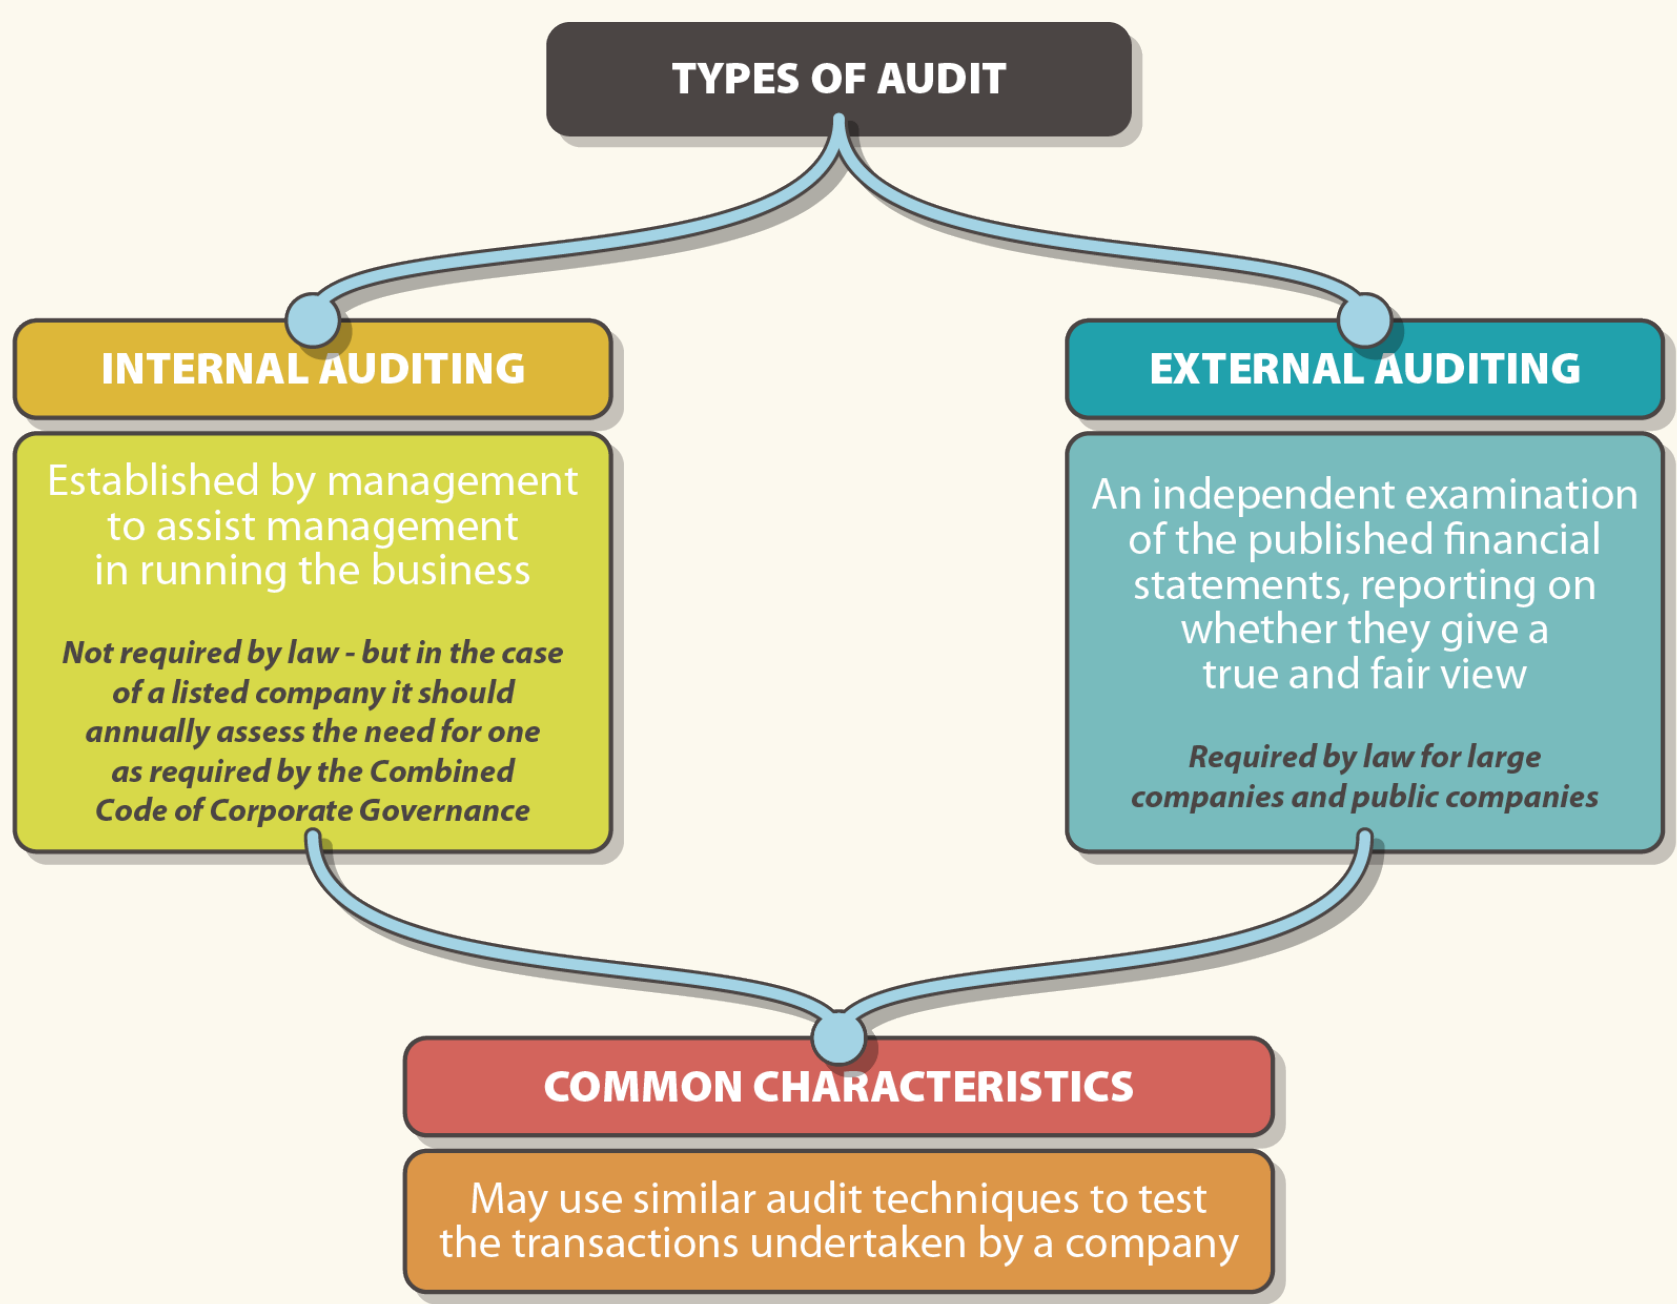 TYPES OF AUDIT
INTERNAL AUDITING
Established by management
to assist management
in running the business
Not required by law - but in the case
of a listed company it should
annually assess the need for one
as required by the Combined
Code of Corporate Governance
EXTERNAL AUDITING
An independent examination
of the published financial
statements, reporting on
whether they give a
true and fair view
Required by law for large
companies and public companies
COMMON CHARACTERISTICS
May use similar audit techniques to test
the transactions undertaken by a company